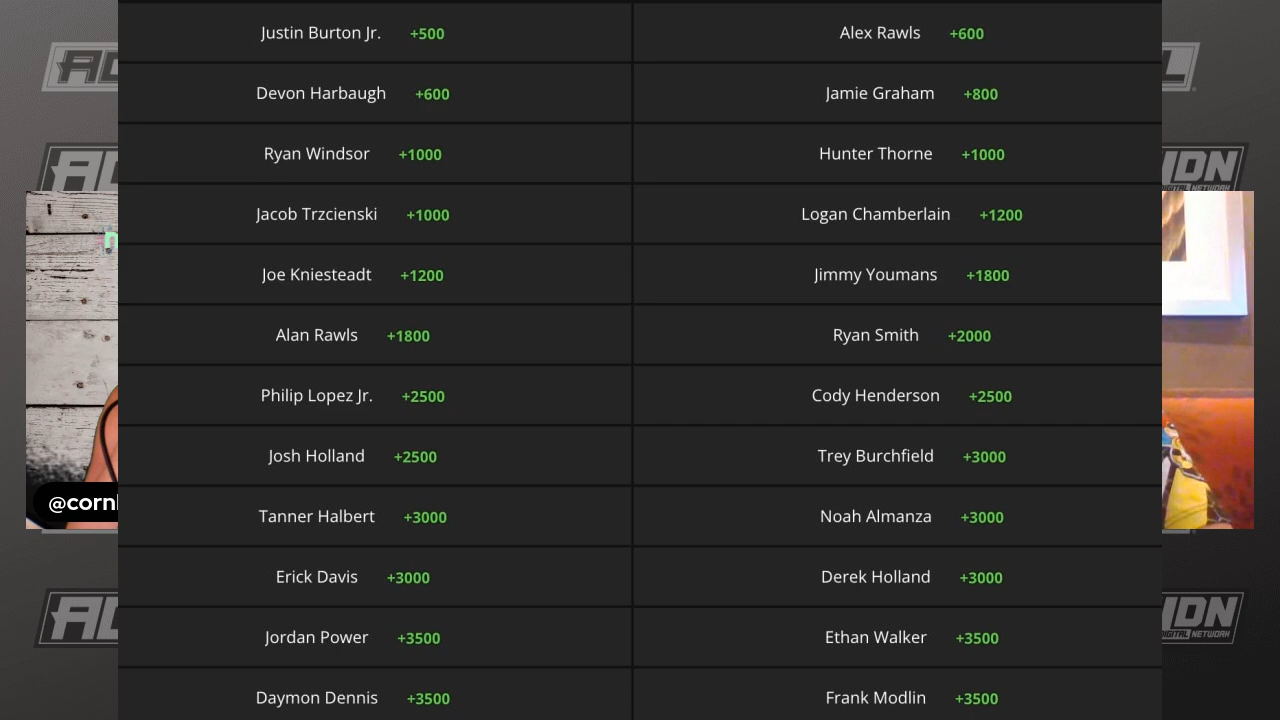 Justin Burton Jr. +500 Alex Rawls +600
Devon Harbaugh +600 Jamie Graham +800
Ryan Windsor +1000 Hunter Thorne +1000
Jacob Trzcienski +1000 Logan Chamberlain +1200
Joe Kniesteadt +1200 Jimmy Youmans +1800
Alan Rawls +1800 Ryan Smith +2000
Philip Lopez Jr. +2500 Cody Henderson +2500
Josh Holland +2500 Trey Burchfield +3000
Tanner Halbert +3000 Noah Almanza +3000
Erick Davis +3000 Derek Holland +3000
Jordan Power +3500 Ethan Walker +3500
Daymon Dennis +3500 Frank Modlin +3500